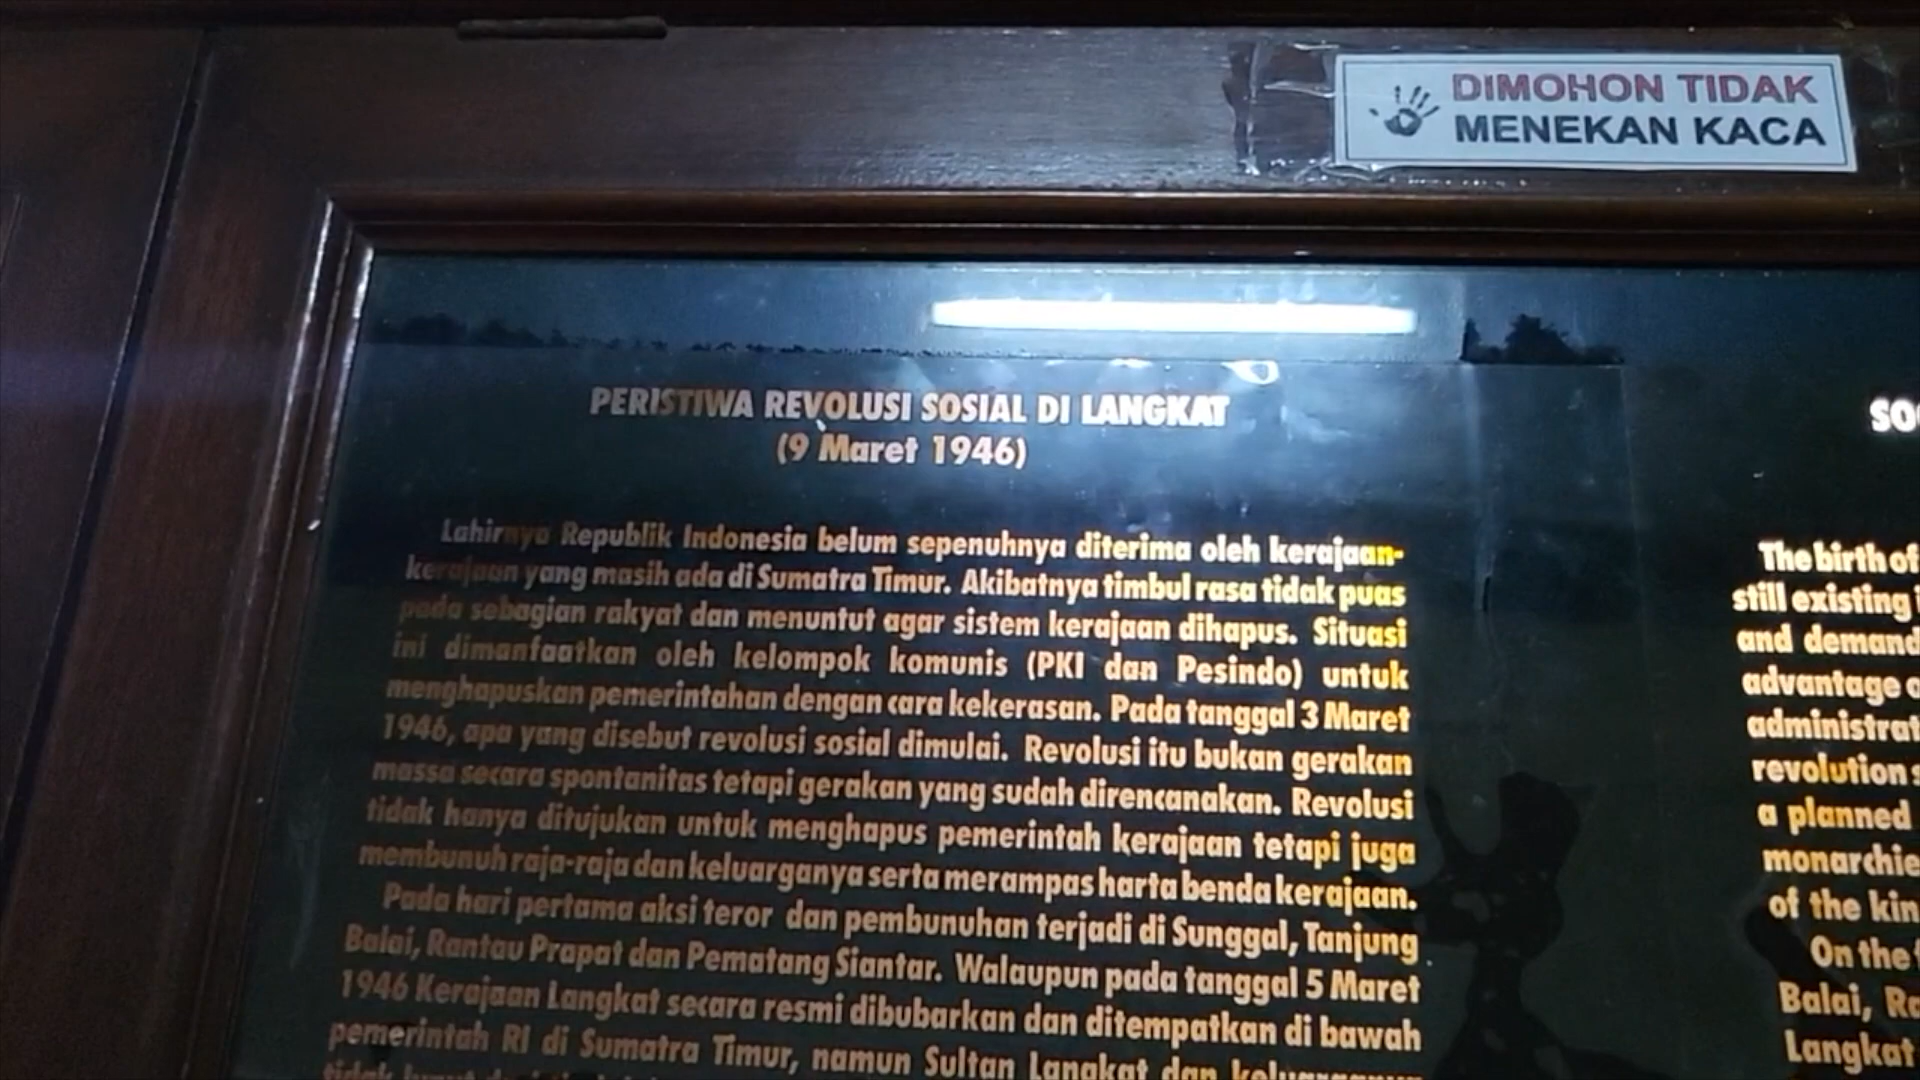 DIMOHON TIDAK
MENEKAN KACA
PERISTIWA REVOLUSI SOSIAL DI LANGKAT
(9 Maret 1946)
Lahirnya Republik Indonesia belum sepenuhnya diterima oleh kerajaan-
kerajaan yang masih ada di Sumatra Timur. Akibatnya timbul rasa tidak puas
pada sebagian rakyat dan menuntut agar sistem kerajaan dihapus. Situasi
ini dimanfaatkan oleh kelompok komunis (PKI dan Pesindo) untuk
menghapuskan pemerintahan dengan cara kekerasan. Pada tanggal 3 Maret
1946, apa yang disebut revolusi sosial dimulai. Revolusi itu bukan gerakan
massa secara spontanitas tetapi gerakan yang sudah direncanakan. Revolusi
tidak hanya ditujukan untuk menghapus pemerintah kerajaan tetapi juga
membunuh raja-raja dan keluarganya serta merampas harta benda kerajaan.
Pada hari pertama aksi teror dan pembunuhan terjadi di Sunggal, Tanjung
Balai, Rantau Prapat dan Pematang Siantar. Walaupun pada tanggal 5 Maret
1946 Kerajaan Langkat secara resmi dibubarkan dan ditempatkan di bawah
pemerintah RI di Sumatra Timur, namun Sultan Langkat dan keluarganya
SO
The birth of
still existing
and demand
advantage o
administrat
revolution s
a planned
monarchie
of the kin
On the f
Balai, Ra
Langkat